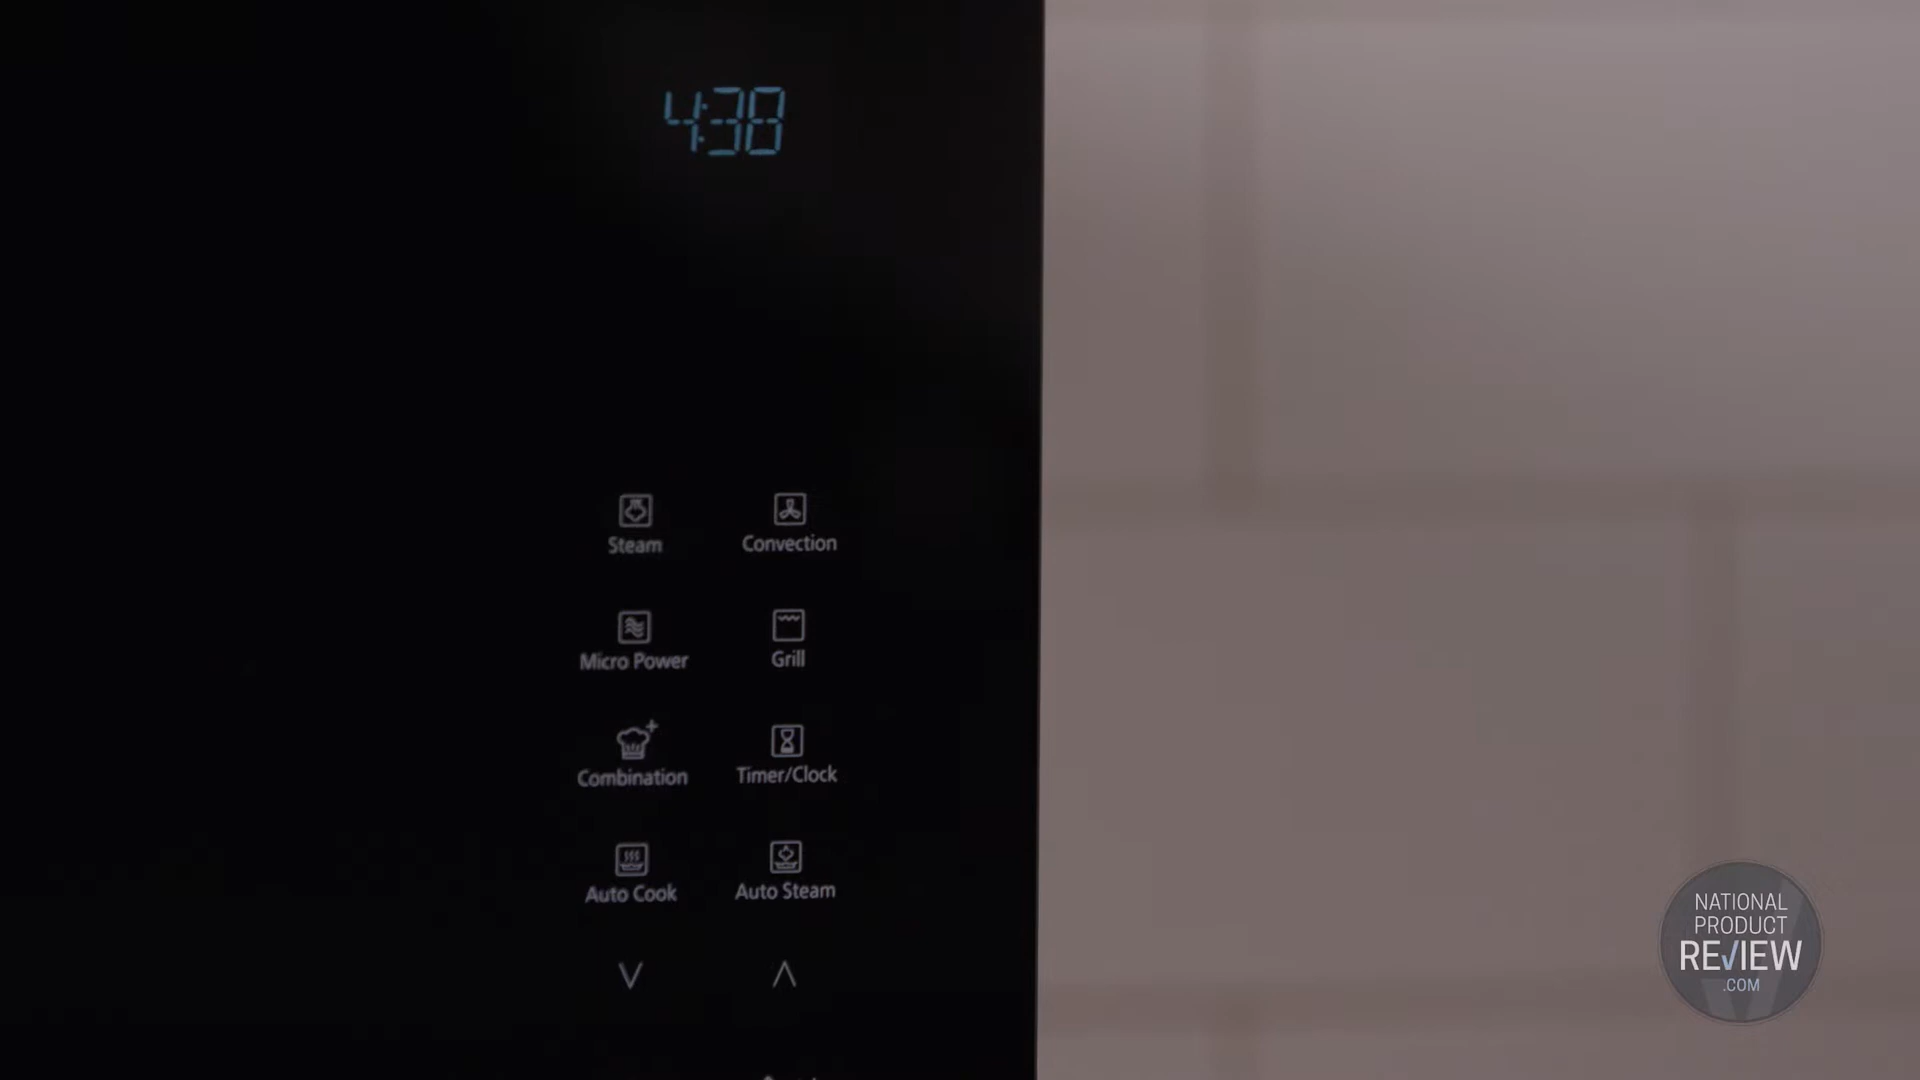 4:38
Steam
Convection
Micro Power
Grill
Combination
Timer/Clock
Auto Cook
Auto Steam
NATIONAL
PRODUCT
REVIEW
.COM